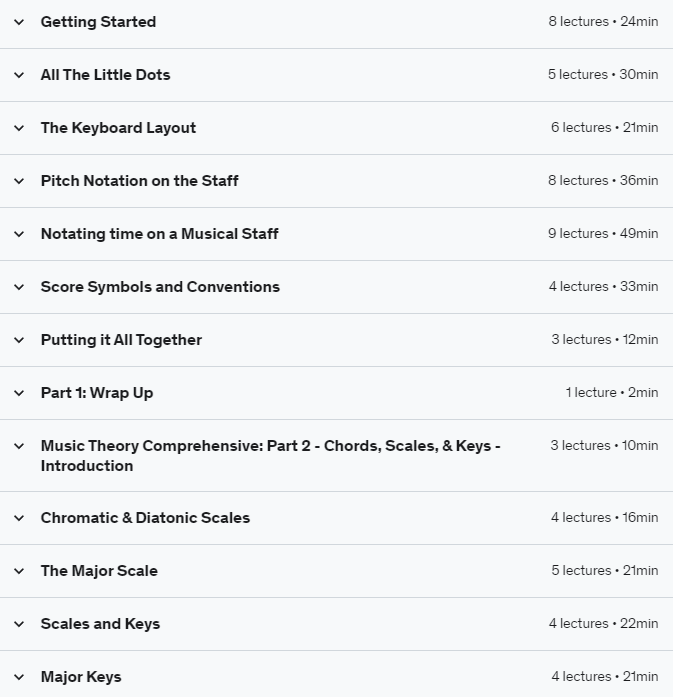 Getting Started 8 lectures • 24min
All The Little Dots 5 lectures • 30min
The Keyboard Layout 6 lectures • 21min
Pitch Notation on the Staff 8 lectures • 36min
Notating time on a Musical Staff 9 lectures • 49min
Score Symbols and Conventions 4 lectures • 33min
Putting it All Together 3 lectures • 12min
Part 1: Wrap Up 1 lecture • 2min
Music Theory Comprehensive: Part 2 - Chords, Scales, & Keys - 3 lectures • 10min
Introduction
Chromatic & Diatonic Scales 4 lectures • 16min
The Major Scale 5 lectures • 21min
Scales and Keys 4 lectures • 22min
Major Keys 4 lectures • 21min